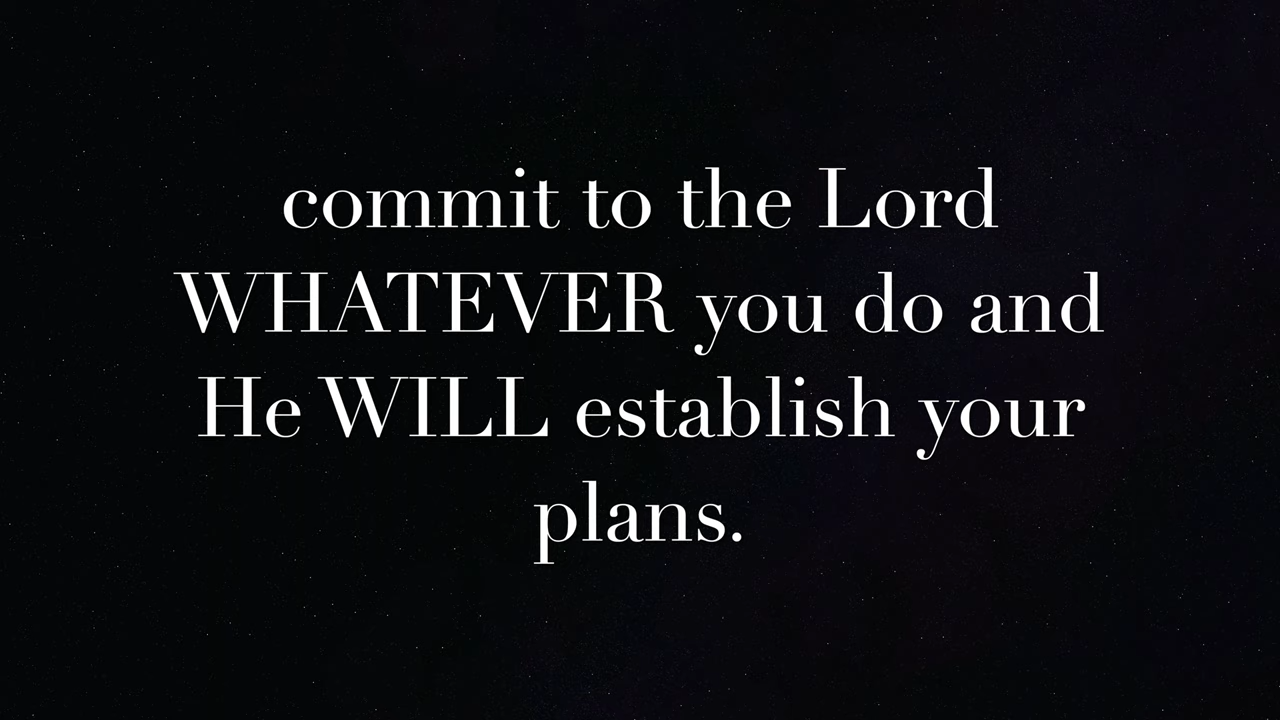 commit to the Lord
WHATEVER you do and
He WILL establish your
plans.